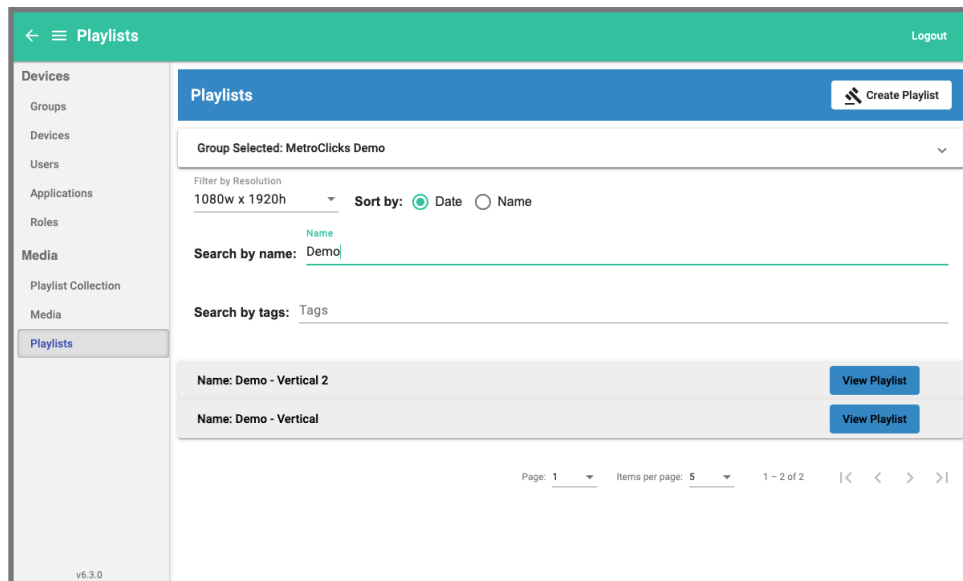 Playlists
Logout
Devices
Groups
Devices
Users
Applications
Roles
Media
Playlist Collection
Media
Playlists
v6.3.0
Playlists
Create Playlist
Group Selected: MetroClicks Demo
Filter by Resolution
1080w x 1920h
Sort by: Date Name
Name
Search by name: Demo
Search by tags: Tags
Name: Demo - Vertical 2 View Playlist
Name: Demo - Vertical View Playlist
Page: 1 Items per page: 5 1 – 2 of 2